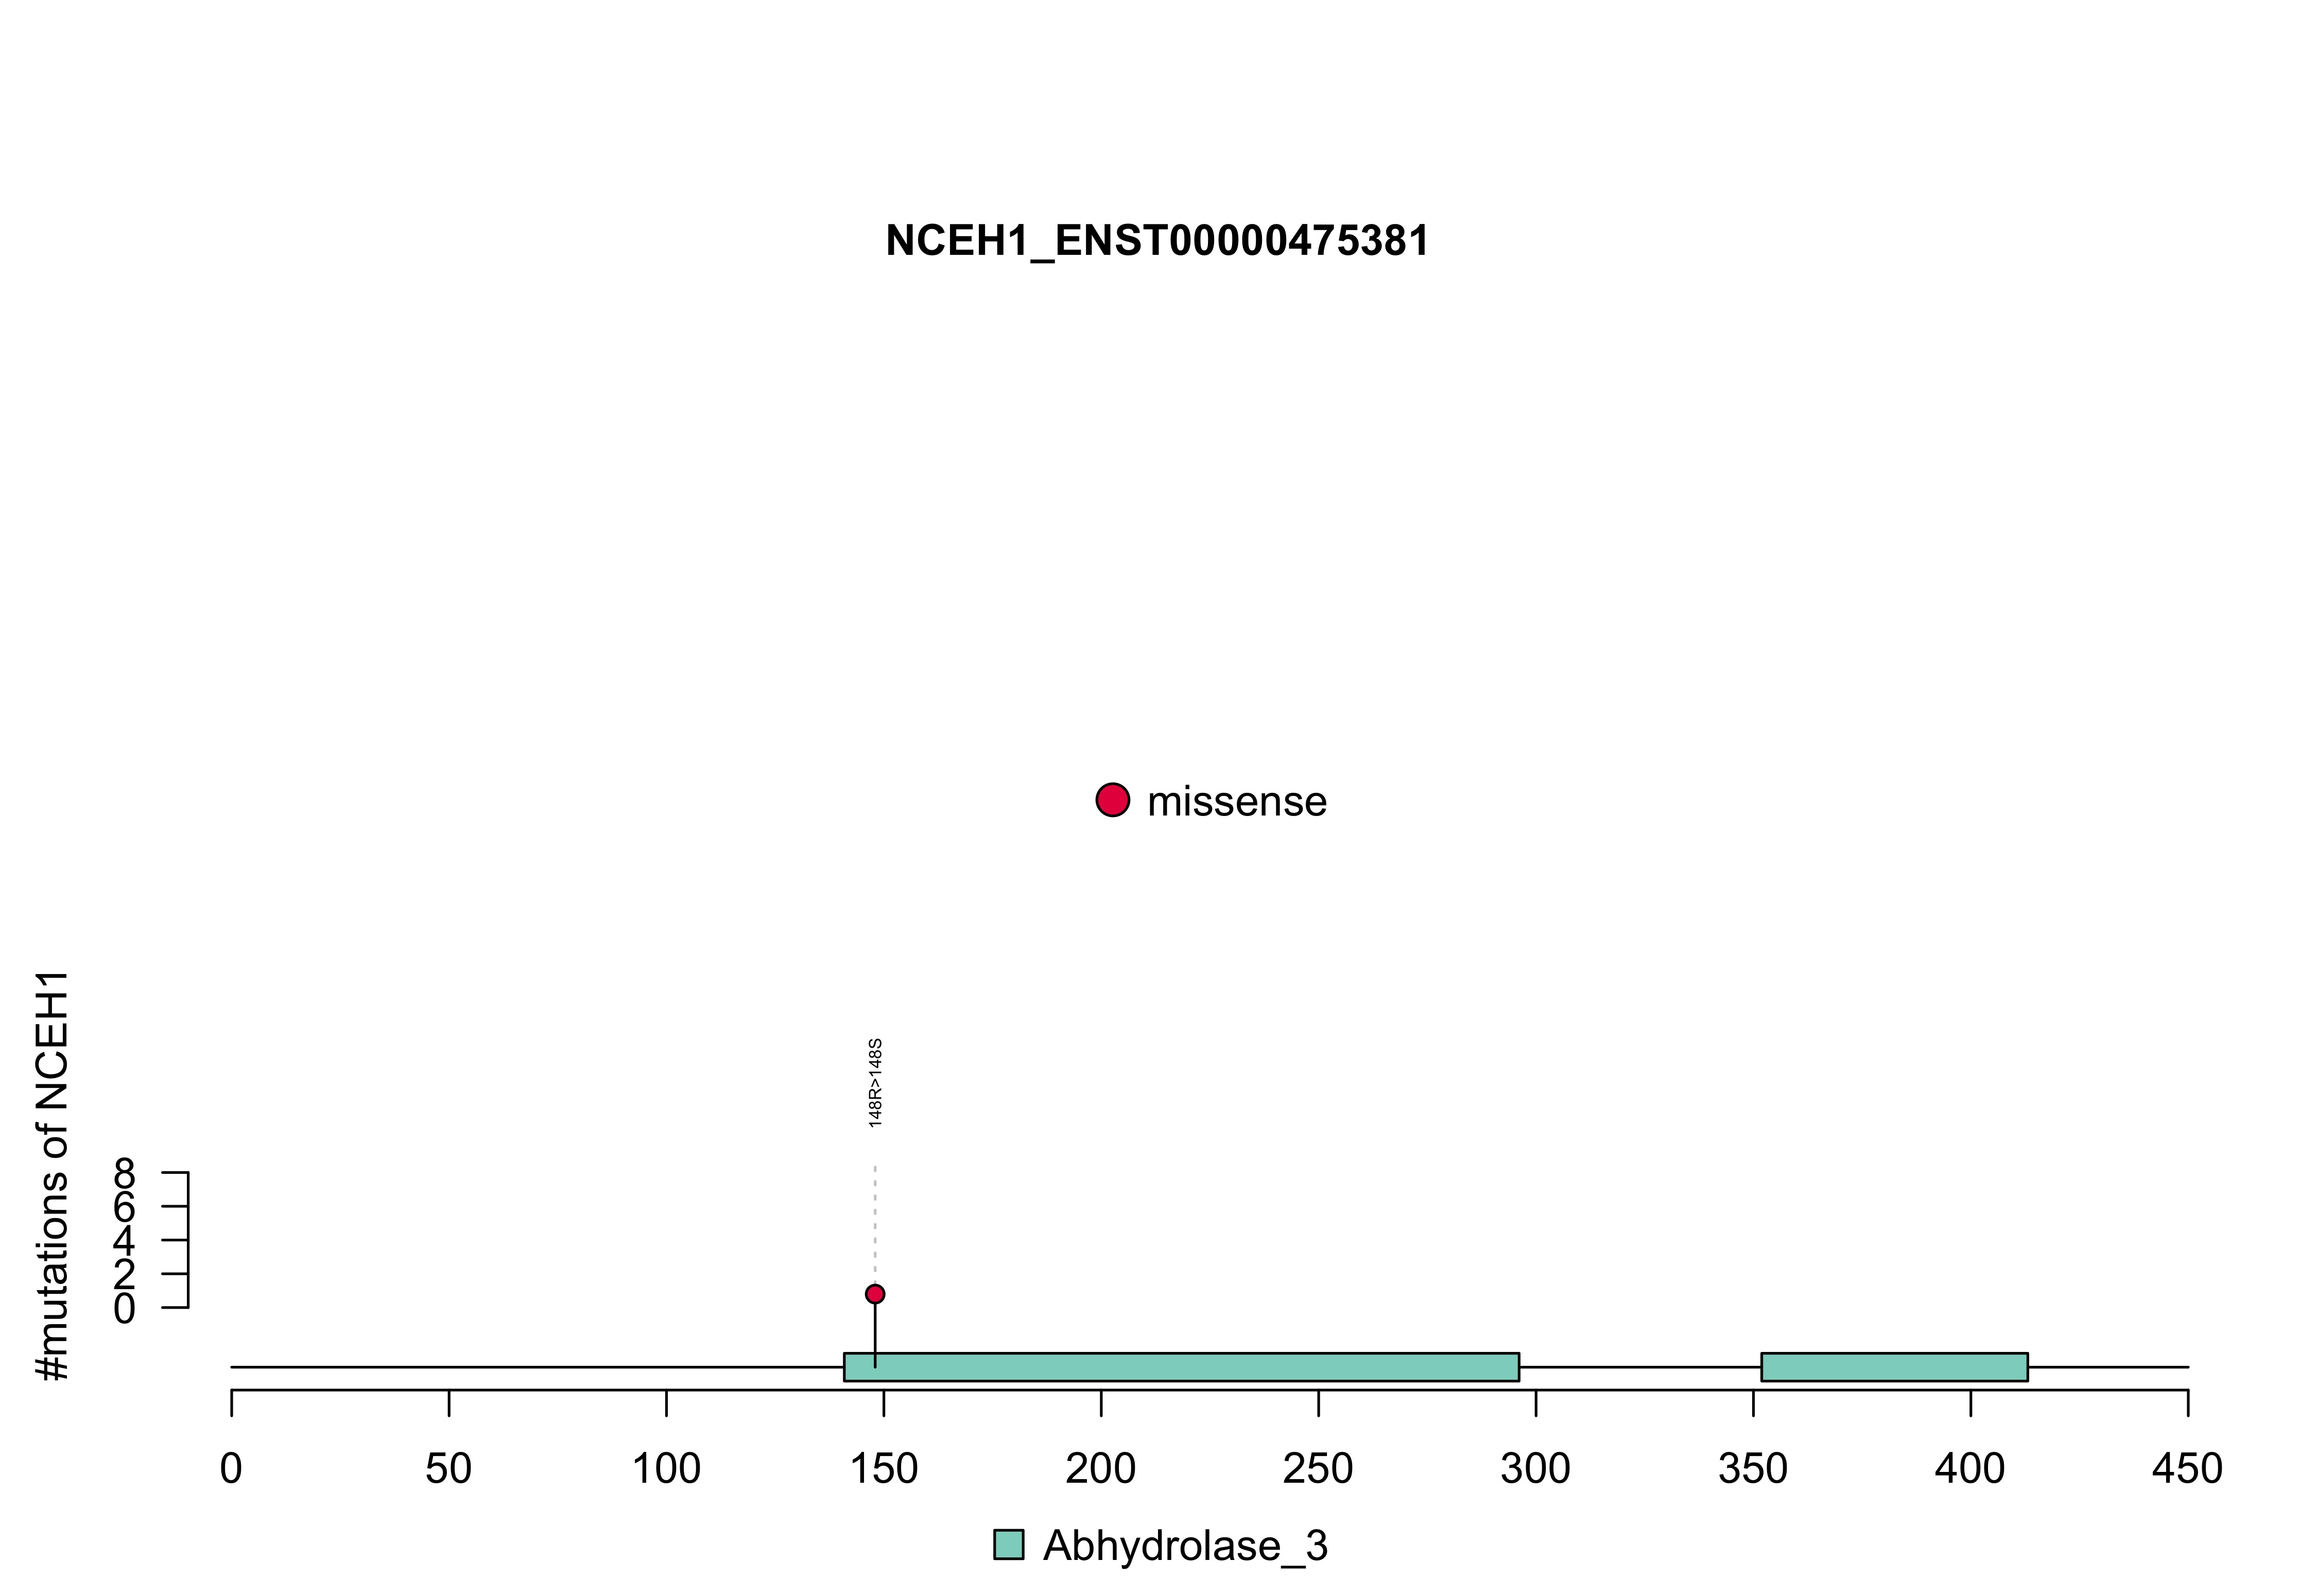 NCEH1_ENST00000475381
missense
#mutations of NCEH1
148R>148S
8
6
4
2
0
0 50 100 150 200 250 300 350 400 450
Abhydrolase_3